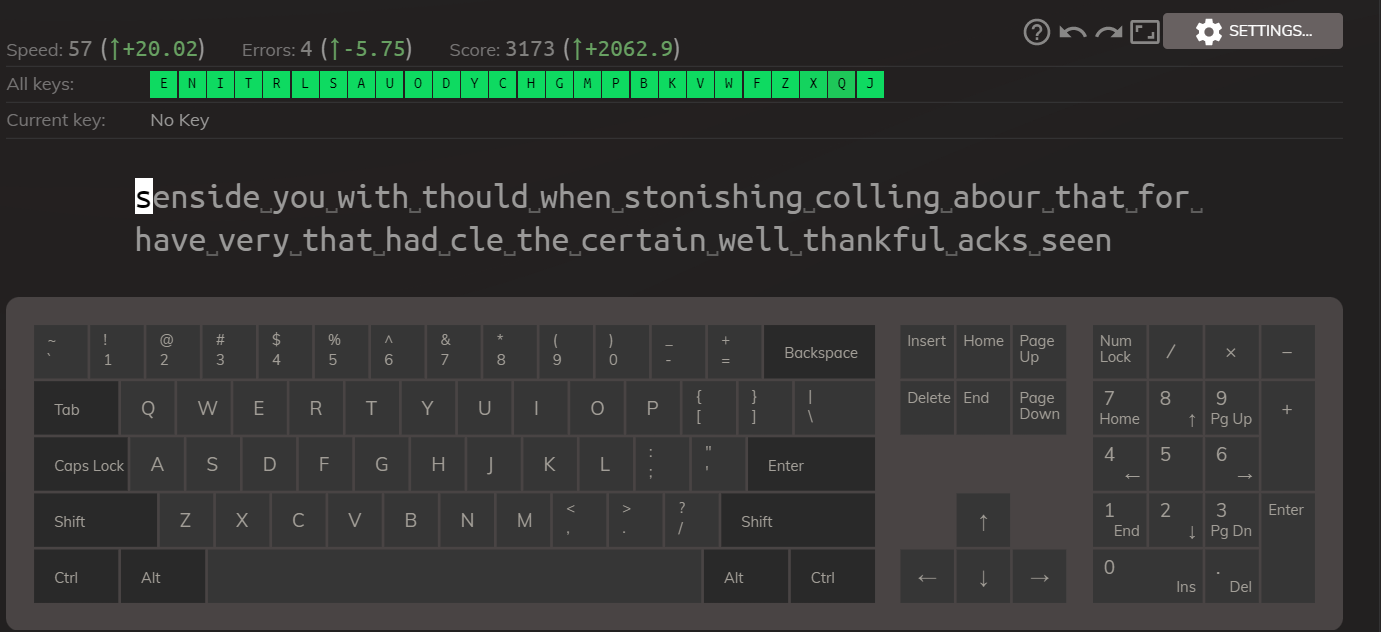 SETTINGS...
Speed: 57 (↑+20.02) Errors: 4 (↑-5.75) Score: 3173 (↑+2062.9)
All keys: E N I T R L S A U O D Y C H G M P B K V W F Z X Q J
Current key: No Key
senside␣you␣with␣thould␣when␣stonishing␣colling␣abour␣that␣for␣
have␣very␣that␣had␣cle␣the␣certain␣well␣thankful␣acks␣seen
~ ! @ # $ % ^ & * ( ) _ +
` 1 2 3 4 5 6 7 8 9 0 - = Backspace
Insert Home Page Up
Num Lock / × −
Tab Q W E R T Y U I O P { [ } ] | \
Delete End Page Down
7 Home 8 ↑ 9 Pg Up +
Caps Lock A S D F G H J K L : ; " ' Enter
4 ← 5 6 →
Shift Z X C V B N M < , > . ? / Shift
↑
1 End 2 ↓ 3 Pg Dn Enter
Ctrl Alt Alt Ctrl
← ↓ →
0 Ins . Del